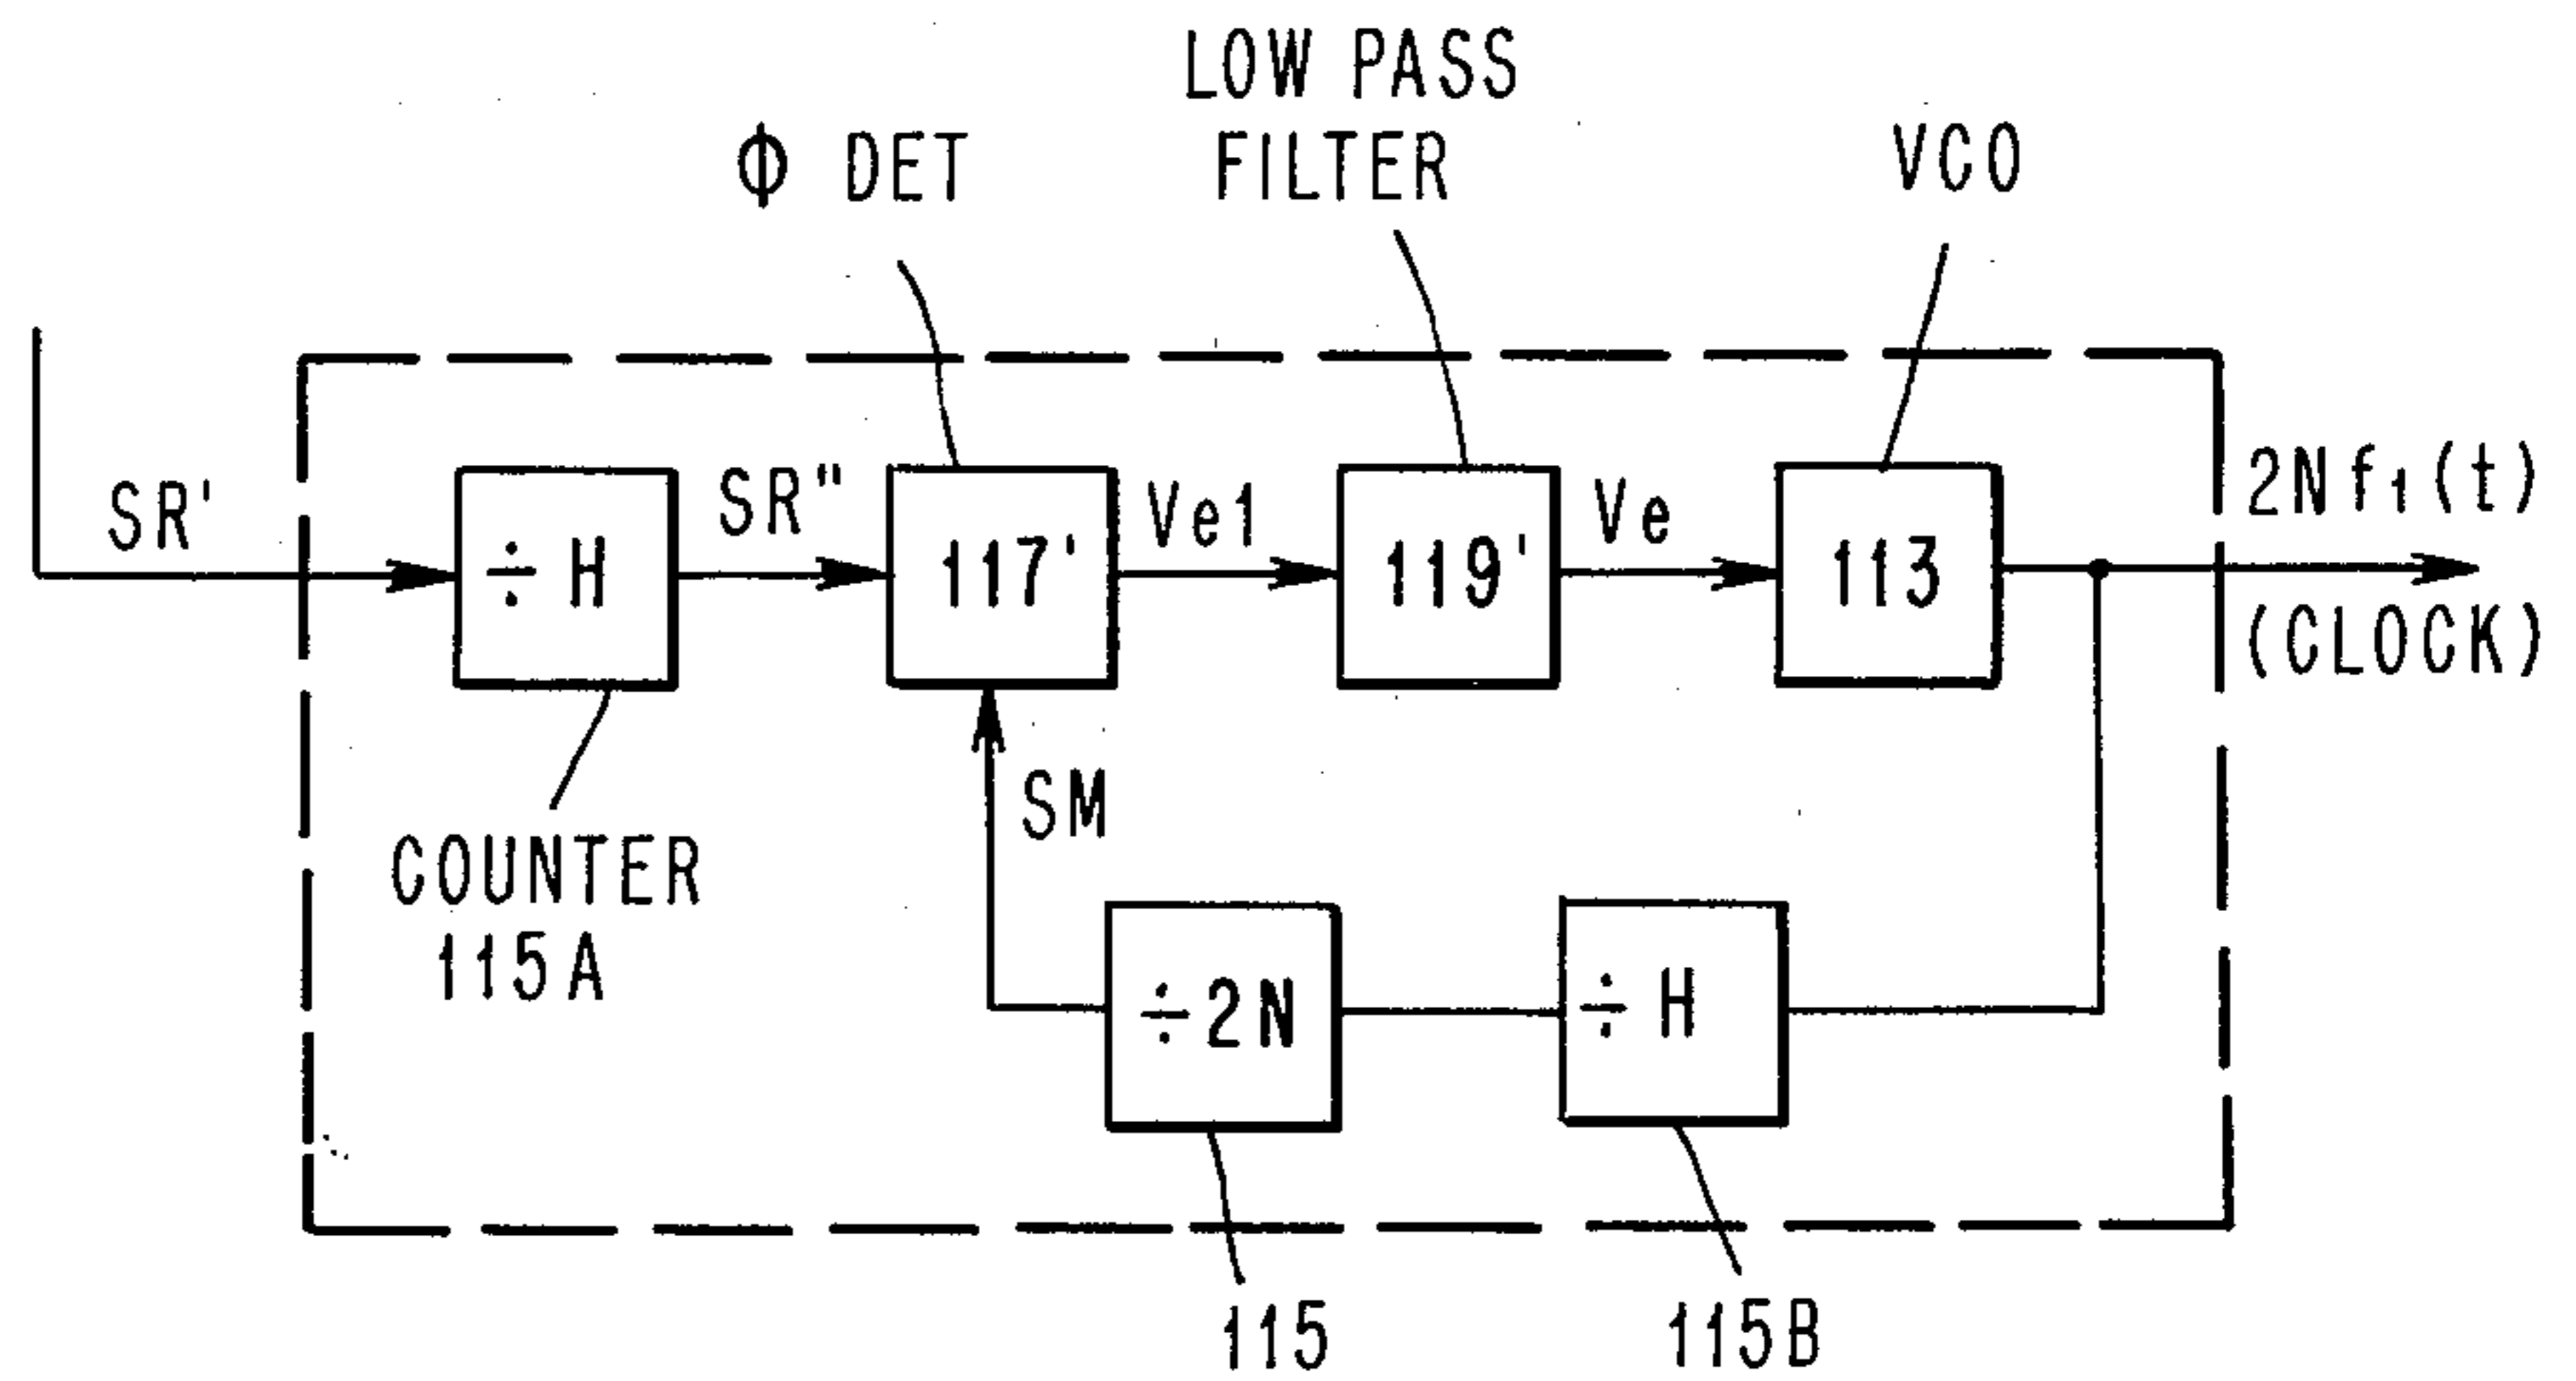 LOW PASS
FILTER
Φ DET
VCO
SR'
÷ H
SR"
117'
Ve1
119'
Ve
113
2Nf₁(t)
(CLOCK)
COUNTER
115A
SM
÷2N
÷ H
115
115B